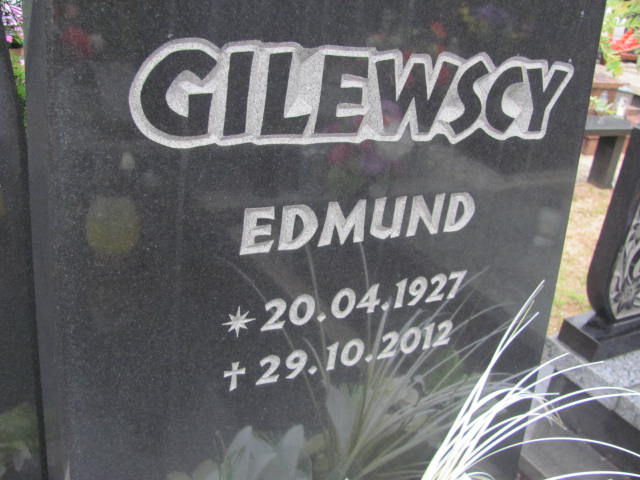 GILEWSCY
EDMUND
* 20.04.1927
† 29.10.2012